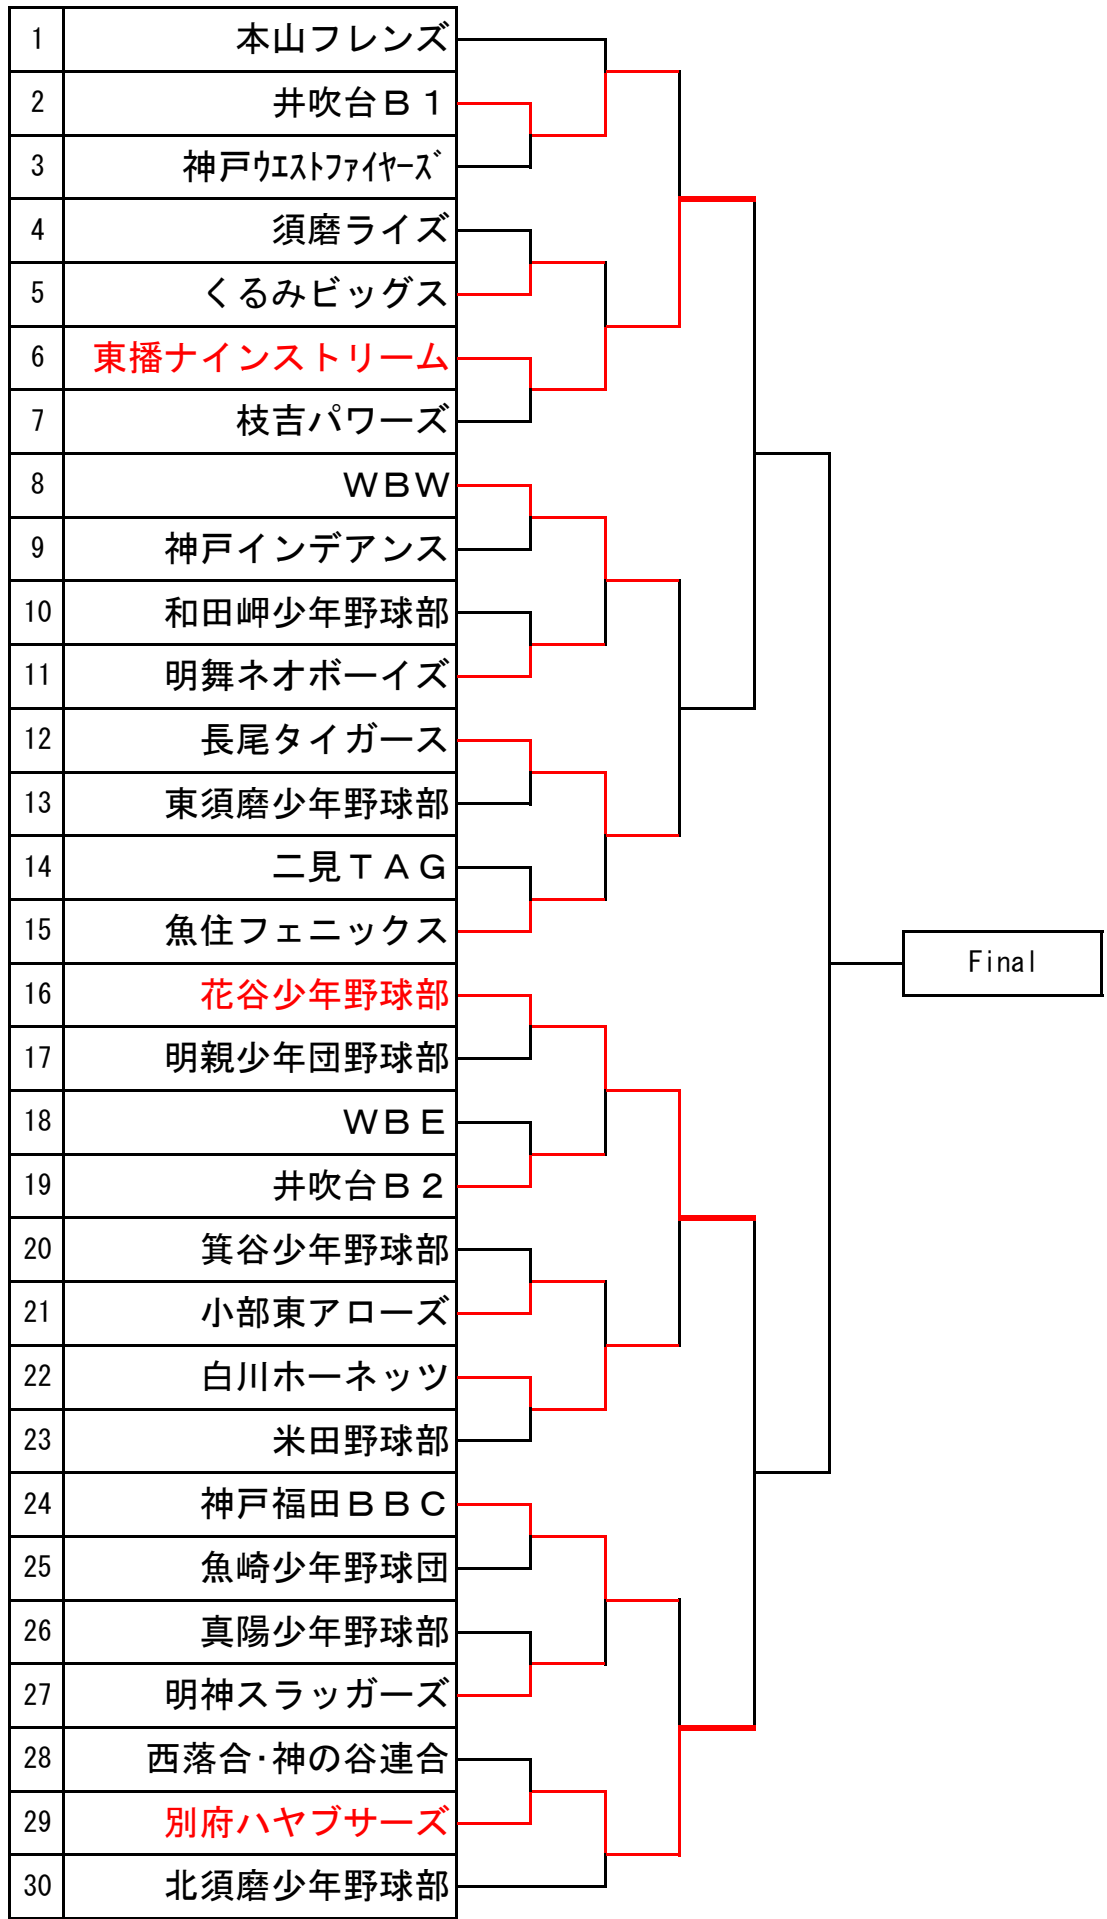 1 本山フレンズ
2 井吹台Ｂ１
3 神戸ｳｴｽﾄﾌｧｲﾔｰｽﾞ
4 須磨ライズ
5 くるみビッグス
6 東播ナインストリーム
7 枝吉パワーズ
8 ＷＢＷ
9 神戸インデアンス
10 和田岬少年野球部
11 明舞ネオボーイズ
12 長尾タイガース
13 東須磨少年野球部
14 二見ＴＡＧ
15 魚住フェニックス
Final
16 花谷少年野球部
17 明親少年団野球部
18 ＷＢＥ
19 井吹台Ｂ２
20 箕谷少年野球部
21 小部東アローズ
22 白川ホーネッツ
23 米田野球部
24 神戸福田ＢＢＣ
25 魚崎少年野球団
26 真陽少年野球部
27 明神スラッガーズ
28 西落合･神の谷連合
29 別府ハヤブサーズ
30 北須磨少年野球部